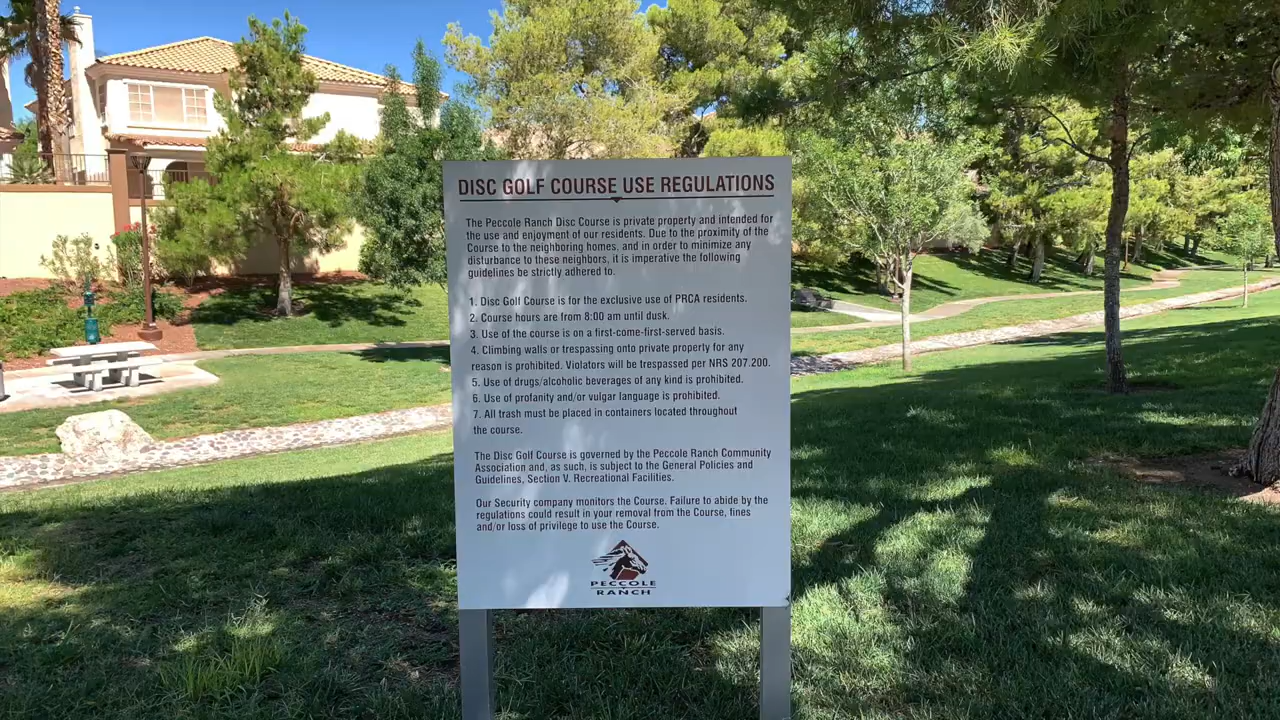 DISC GOLF COURSE USE REGULATIONS
The Peccole Ranch Disc Course is private property and intended for
the use and enjoyment of our residents. Due to the proximity of the
Course to the neighboring homes, and in order to minimize any
disturbance to these neighbors, it is imperative the following
guidelines be strictly adhered to.
1. Disc Golf Course is for the exclusive use of PRCA residents.
2. Course hours are from 8:00 am until dusk.
3. Use of the course is on a first-come-first-served basis.
4. Climbing walls or trespassing onto private property for any
reason is prohibited. Violators will be trespassed per NRS 207.200.
5. Use of drugs/alcoholic beverages of any kind is prohibited.
6. Use of profanity and/or vulgar language is prohibited.
7. All trash must be placed in containers located throughout
the course.
The Disc Golf Course is governed by the Peccole Ranch Community
Association and, as such, is subject to the General Policies and
Guidelines, Section V. Recreational Facilities.
Our Security company monitors the Course. Failure to abide by the
regulations could result in your removal from the Course, fines
and/or loss of privilege to use the Course.
PECCOLE
RANCH